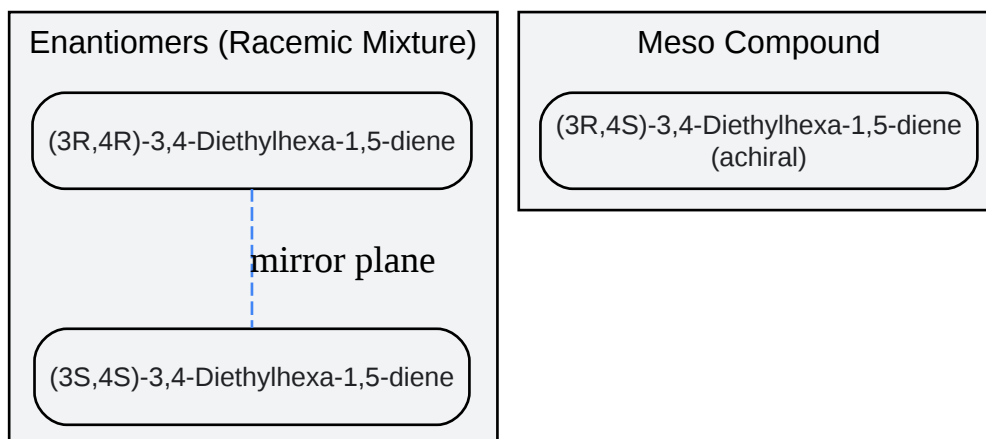 Enantiomers (Racemic Mixture)
(3R,4R)-3,4-Diethylhexa-1,5-diene
mirror plane
(3S,4S)-3,4-Diethylhexa-1,5-diene
Meso Compound
(3R,4S)-3,4-Diethylhexa-1,5-diene
(achiral)